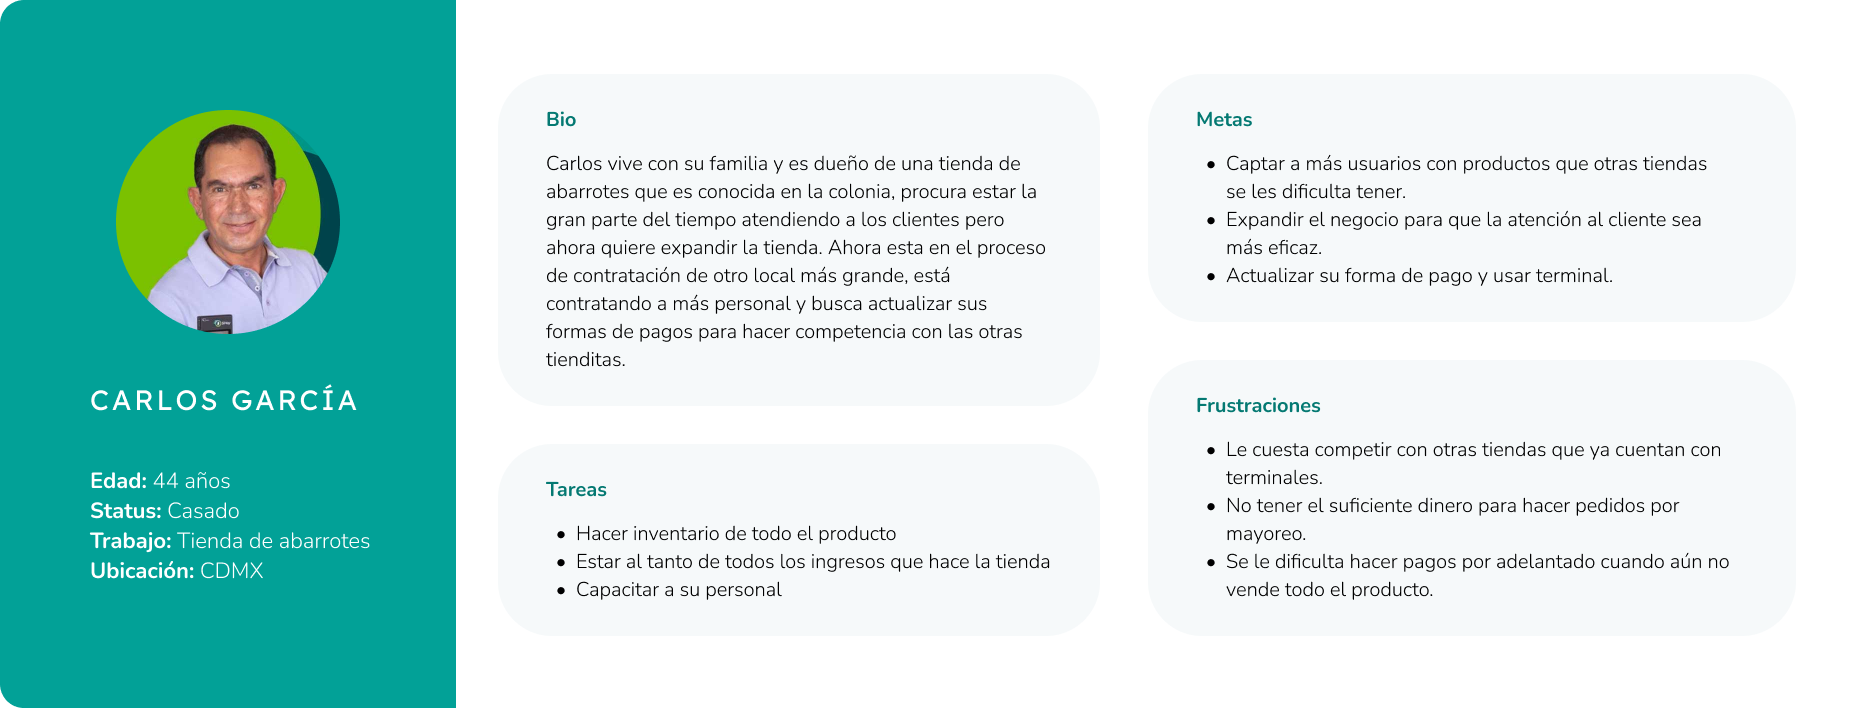 CARLOS GARCÍA
Edad: 44 años
Status: Casado
Trabajo: Tienda de abarrotes
Ubicación: CDMX
Bio
Carlos vive con su familia y es dueño de una tienda de
abarrotes que es conocida en la colonia, procura estar la
gran parte del tiempo atendiendo a los clientes pero
ahora quiere expandir la tienda. Ahora esta en el proceso
de contratación de otro local más grande, está
contratando a más personal y busca actualizar sus
formas de pagos para hacer competencia con las otras
tienditas.
Tareas
• Hacer inventario de todo el producto
• Estar al tanto de todos los ingresos que hace la tienda
• Capacitar a su personal
Metas
• Captar a más usuarios con productos que otras tiendas
se les dificulta tener.
• Expandir el negocio para que la atención al cliente sea
más eficaz.
• Actualizar su forma de pago y usar terminal.
Frustraciones
• Le cuesta competir con otras tiendas que ya cuentan con
terminales.
• No tener el suficiente dinero para hacer pedidos por
mayoreo.
• Se le dificulta hacer pagos por adelantado cuando aún no
vende todo el producto.